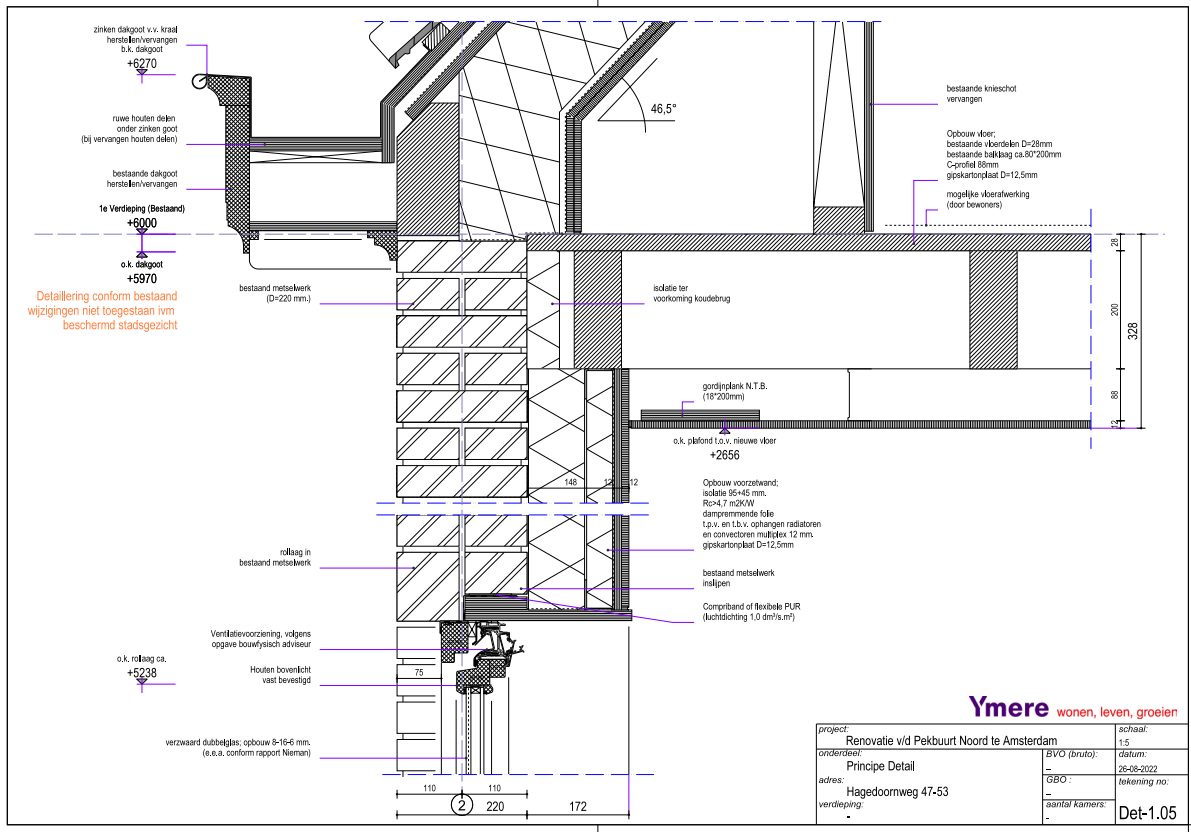 zinken dakgoot v.v. kraal
herstellen/vervangen
b.k. dakgoot
+6270
ruwe houten delen
onder zinken goot
(bij vervangen houten delen)
bestaande dakgoot
herstellen/vervangen
1e Verdieping (Bestaand)
+6000
o.k. dakgoot
+5970
Detaillering conform bestaand
wijzigingen niet toegestaan ivm
beschermd stadsgezicht
bestaand metselwerk
(D=220 mm.)
rollaag in
bestaand metselwerk
Ventilatievoorziening, volgens
opgave bouwfysisch adviseur
o.k. rollaag ca.
+5238
Houten bovenlicht
vast bevestigd
75
verzwaard dubbelglas; opbouw 8-16-6 mm.
(e.e.a. conform rapport Nieman)
110
110
2
220
172
46,5°
bestaande knieschot
vervangen
Opbouw vloer;
bestaande vloerdelen D=28mm
bestaande balklaag ca.80*200mm
C-profiel 88mm
gipskartonplaat D=12,5mm
mogelijke vloerafwerking
(door bewoners)
isolatie ter
voorkoming koudebrug
28
200
328
88
12
gordijnplank N.T.B.
(18*200mm)
o.k. plafond t.o.v. nieuwe vloer
+2656
148
12
12
Opbouw voorzetwand;
isolatie 95+45 mm.
Rc>4,7 m2K/W
dampremmende folie
t.p.v. en t.b.v. ophangen radiatoren
en convectoren multiplex 12 mm.
gipskartonplaat D=12,5mm
bestaand metselwerk
inslijpen
Compriband of flexibele PUR
(luchtdichting 1,0 dm³/s.m²)
Ymere wonen, leven, groeien
project:
Renovatie v/d Pekbuurt Noord te Amsterdam
schaal:
1:5
onderdeel:
Principe Detail
BVO (bruto):
–
datum:
26-08-2022
adres:
Hagedoornweg 47-53
GBO :
–
tekening no:
verdieping:
-
aantal kamers:
-
Det-1.05